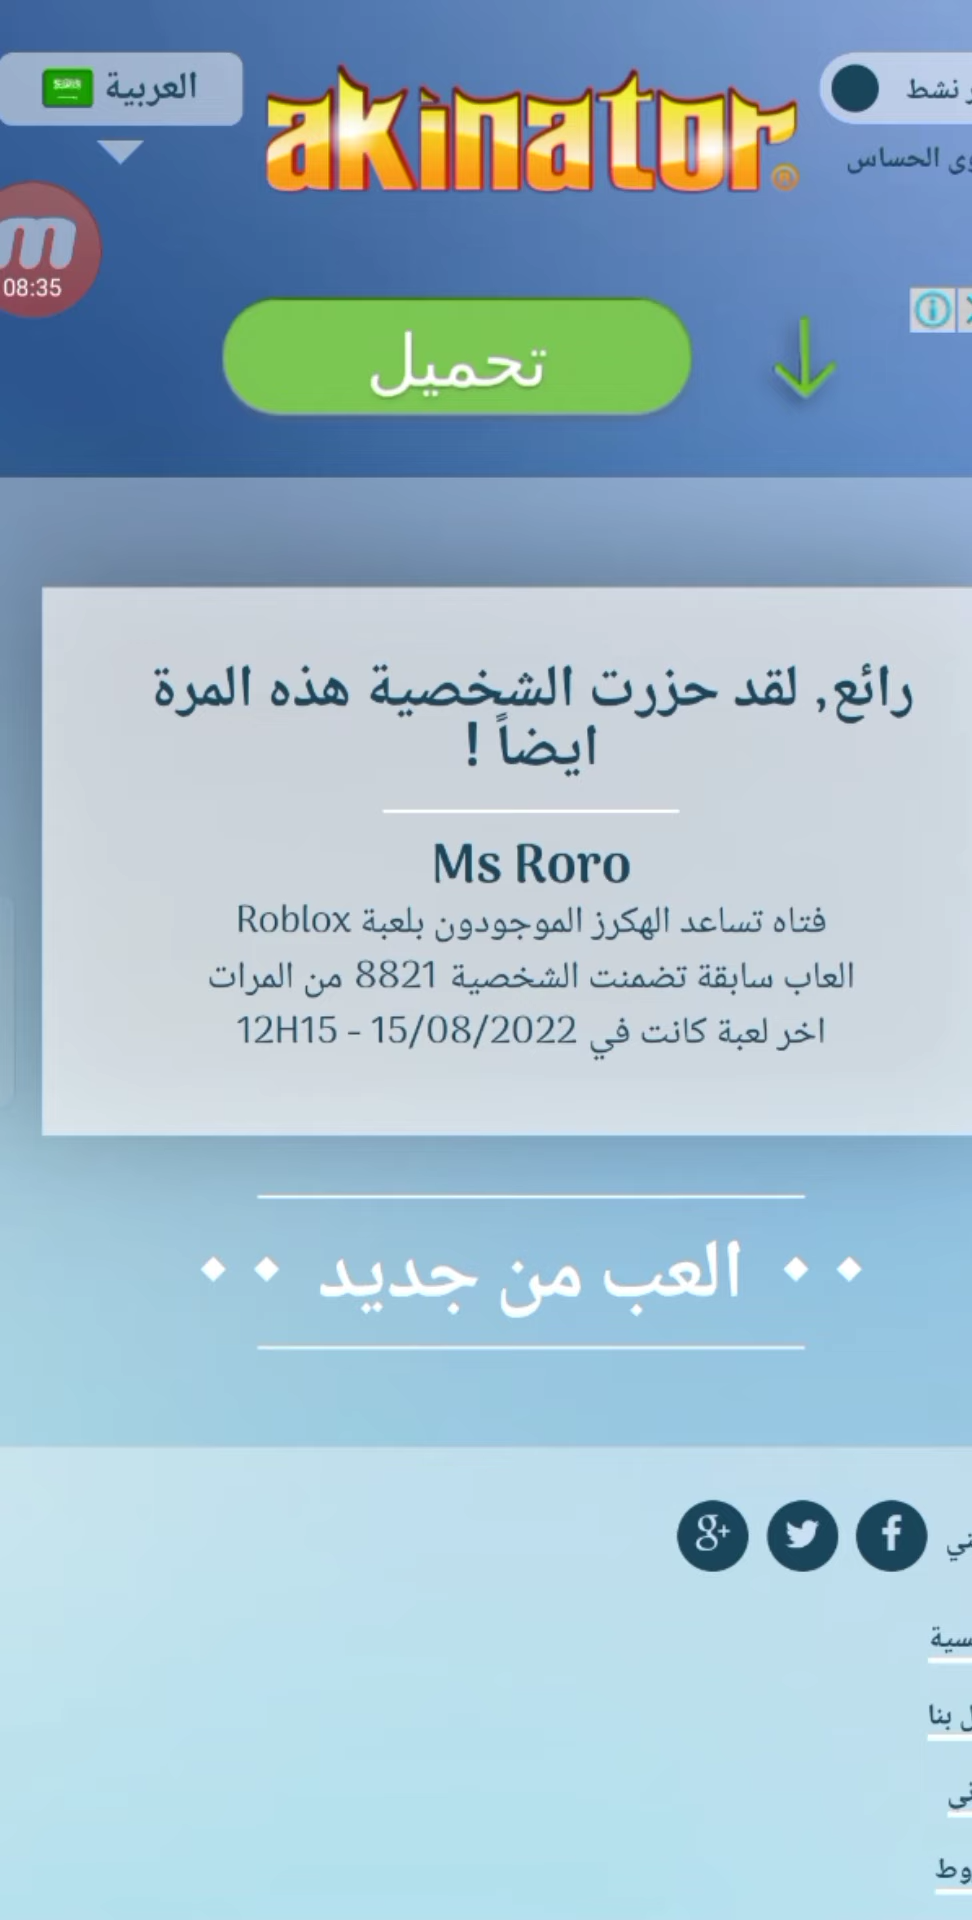 العربية
akinator®
نشط
الحساس
m
08:35
تحميل
رائع, لقد حزرت الشخصية هذه المرة
ايضاً !
Ms Roro
فتاه تساعد الهكرز الموجودون بلعبة Roblox
العاب سابقة تضمنت الشخصية 8821 من المرات
اخر لعبة كانت في 15/08/2022 - 12H15
العب من جديد
بنا